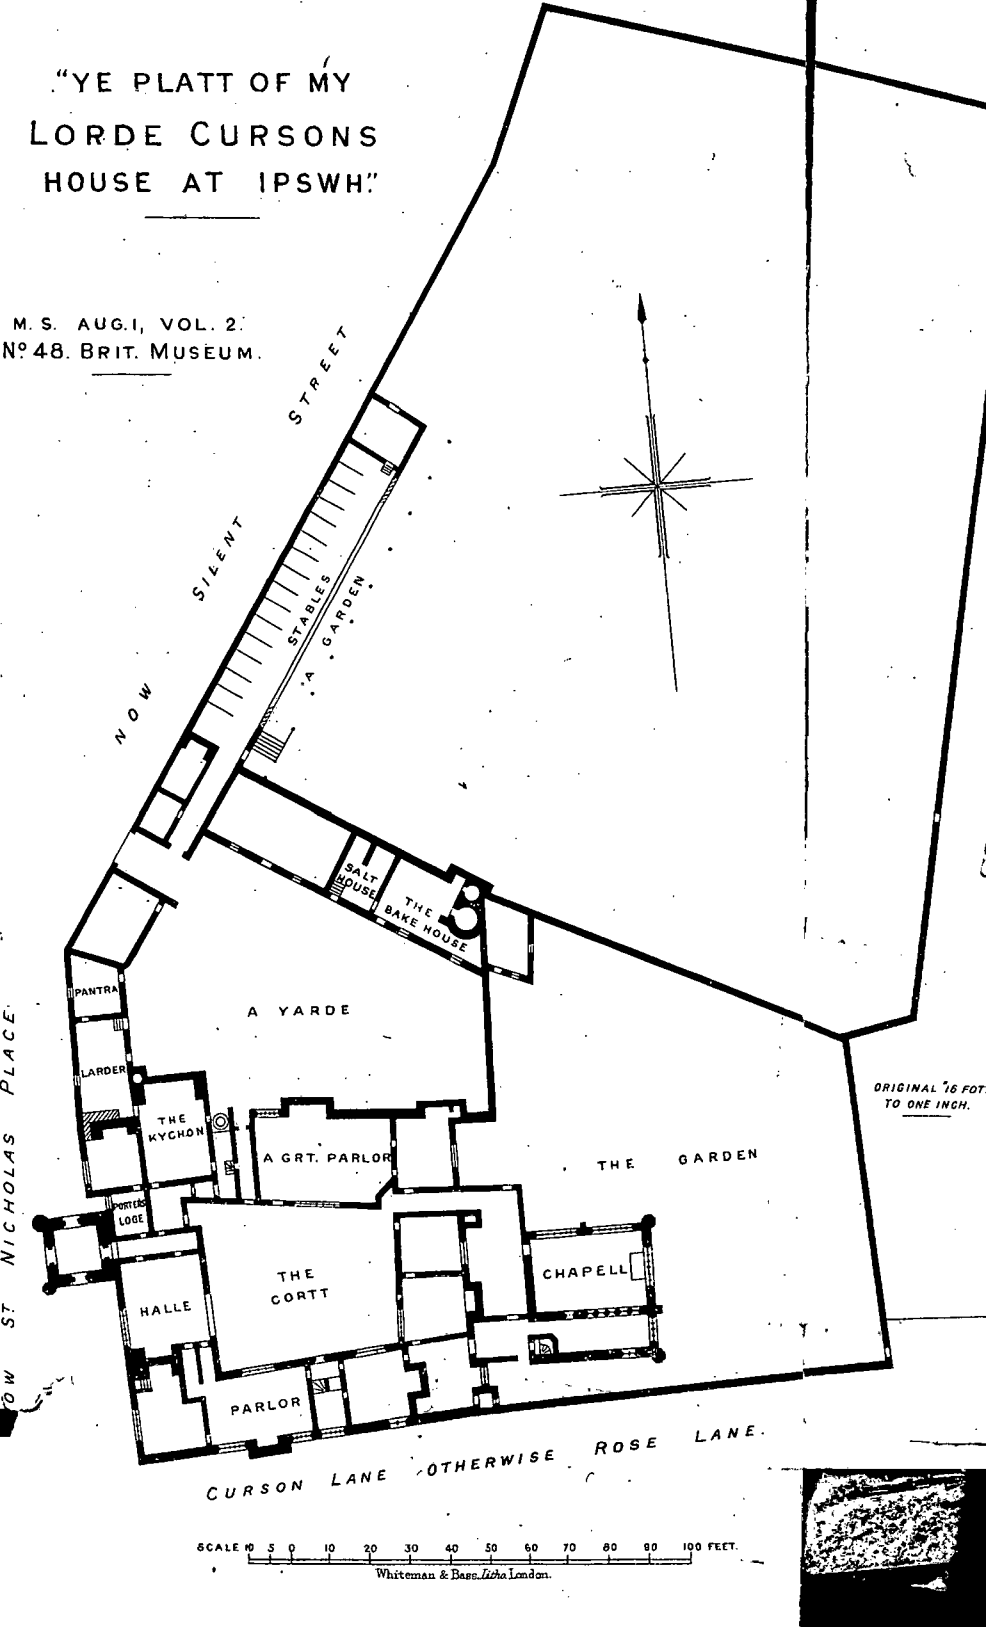 "YE PLATT OF MY
LORDE CURSONS
HOUSE AT IPSWH."
M.S. AUG.I, VOL. 2.
Nº 48. BRIT. MUSEUM.
NOW SILENT STREET
STABLES
A GARDEN
SALT
HOUSE
THE
BAKE HOUSE
PANTRA
A YARDE
LARDER
THE
KYCHON
A GRT. PARLOR
THE GARDEN
ORIGINAL "16 FOT
TO ONE INCH.
PORTERS
LOGE
THE
CORTT
CHAPELL
HALLE
PARLOR
OW ST NICHOLAS PLACE
CURSON LANE OTHERWISE ROSE LANE.
SCALE 10 5 0 10 20 30 40 50 60 70 80 90 100 FEET.
Whiteman & Bass, Litho London.